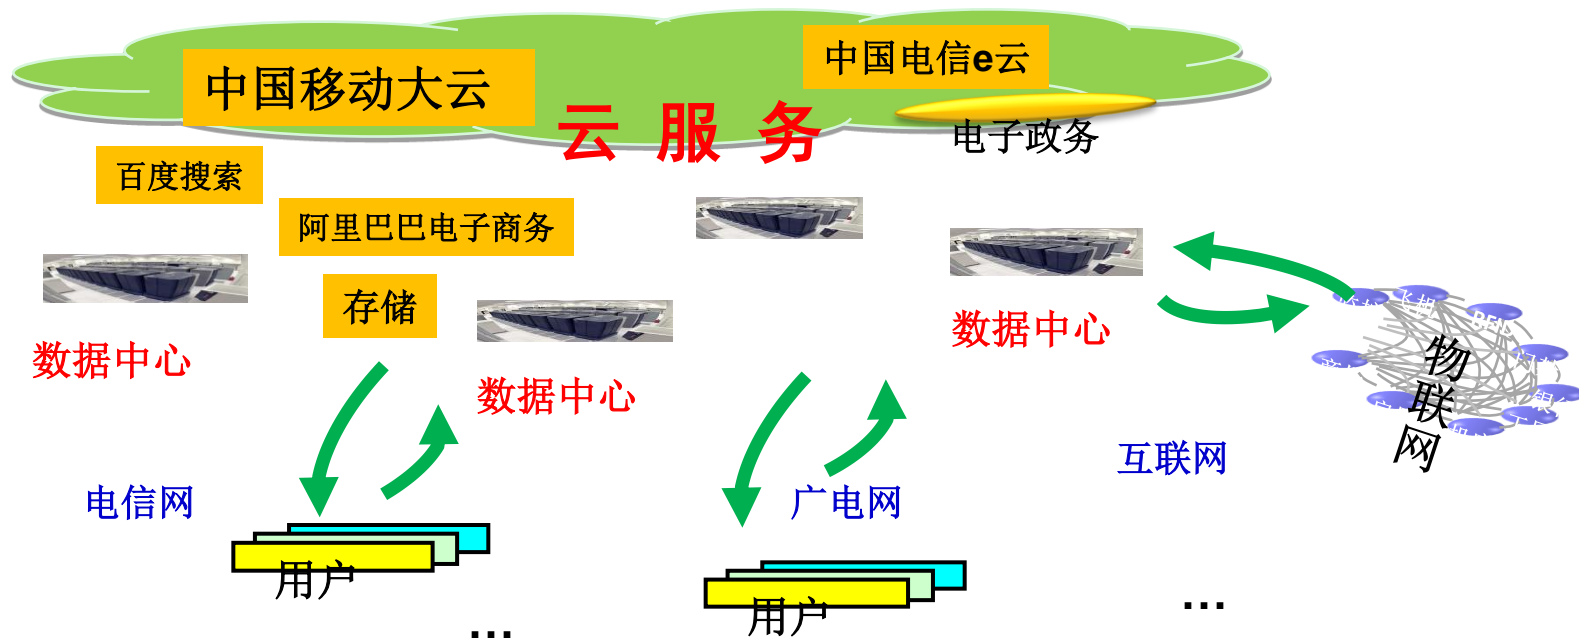 中国移动大云
中国电信e云
云 服 务
电子政务
百度搜索
阿里巴巴电子商务
存储
数据中心
数据中心
数据中心
物联网
互联网
电信网
广电网
用户
用户
...
...